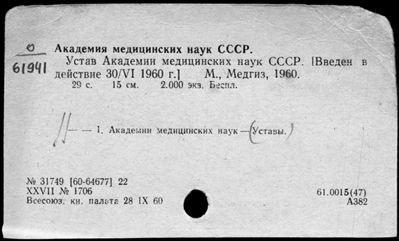 О
61941
Академия медицинских наук СССР.
Устав Академии медицинских наук СССР. [Введен в
действие 30/VI 1960 г.] М., Медгиз, 1960.
29 с. 15 см. 2.000 экз. Беспл.
— 1. Академии медицинских наук —(Уставы.)
№ 31749 [60-64677] 22
XXVII № 1706
Всесоюз. кн. палата 28 IX 60
61.0015(47)
А382